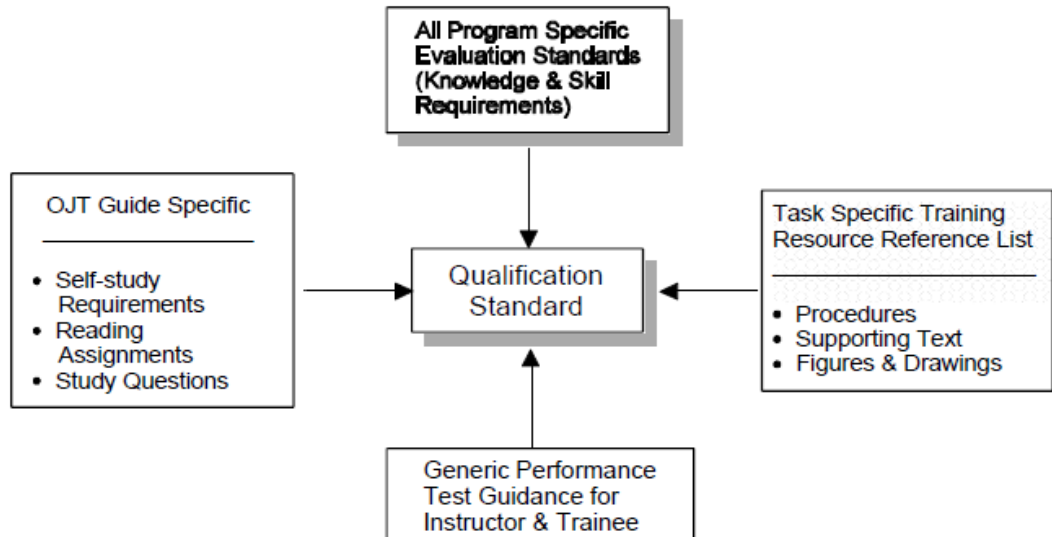 All Program Specific
Evaluation Standards
(Knowledge & Skill
Requirements)
OJT Guide Specific
• Self-study
Requirements
• Reading
Assignments
• Study Questions
Qualification
Standard
Task Specific Training
Resource Reference List
• Procedures
• Supporting Text
• Figures & Drawings
Generic Performance
Test Guidance for
Instructor & Trainee